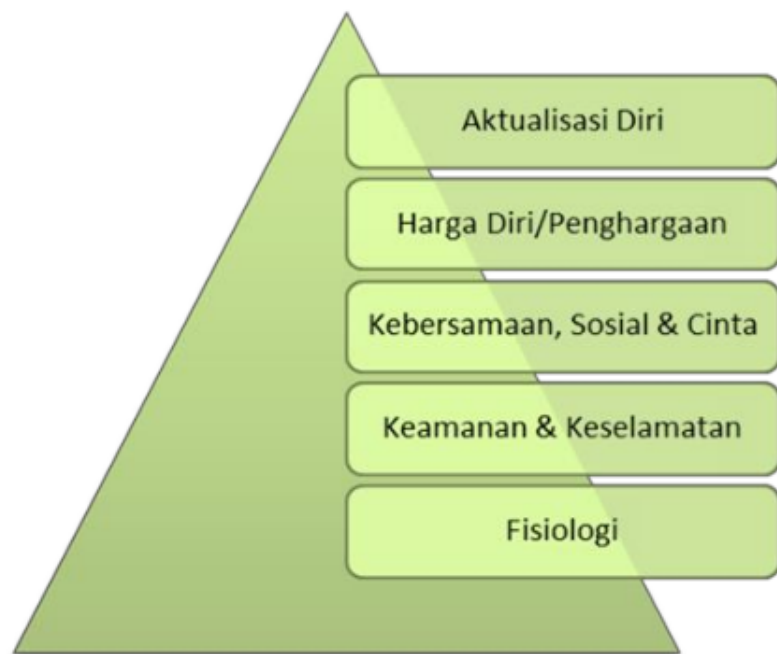 Aktualisasi Diri
Harga Diri/Penghargaan
Kebersamaan, Sosial & Cinta
Keamanan & Keselamatan
Fisiologi